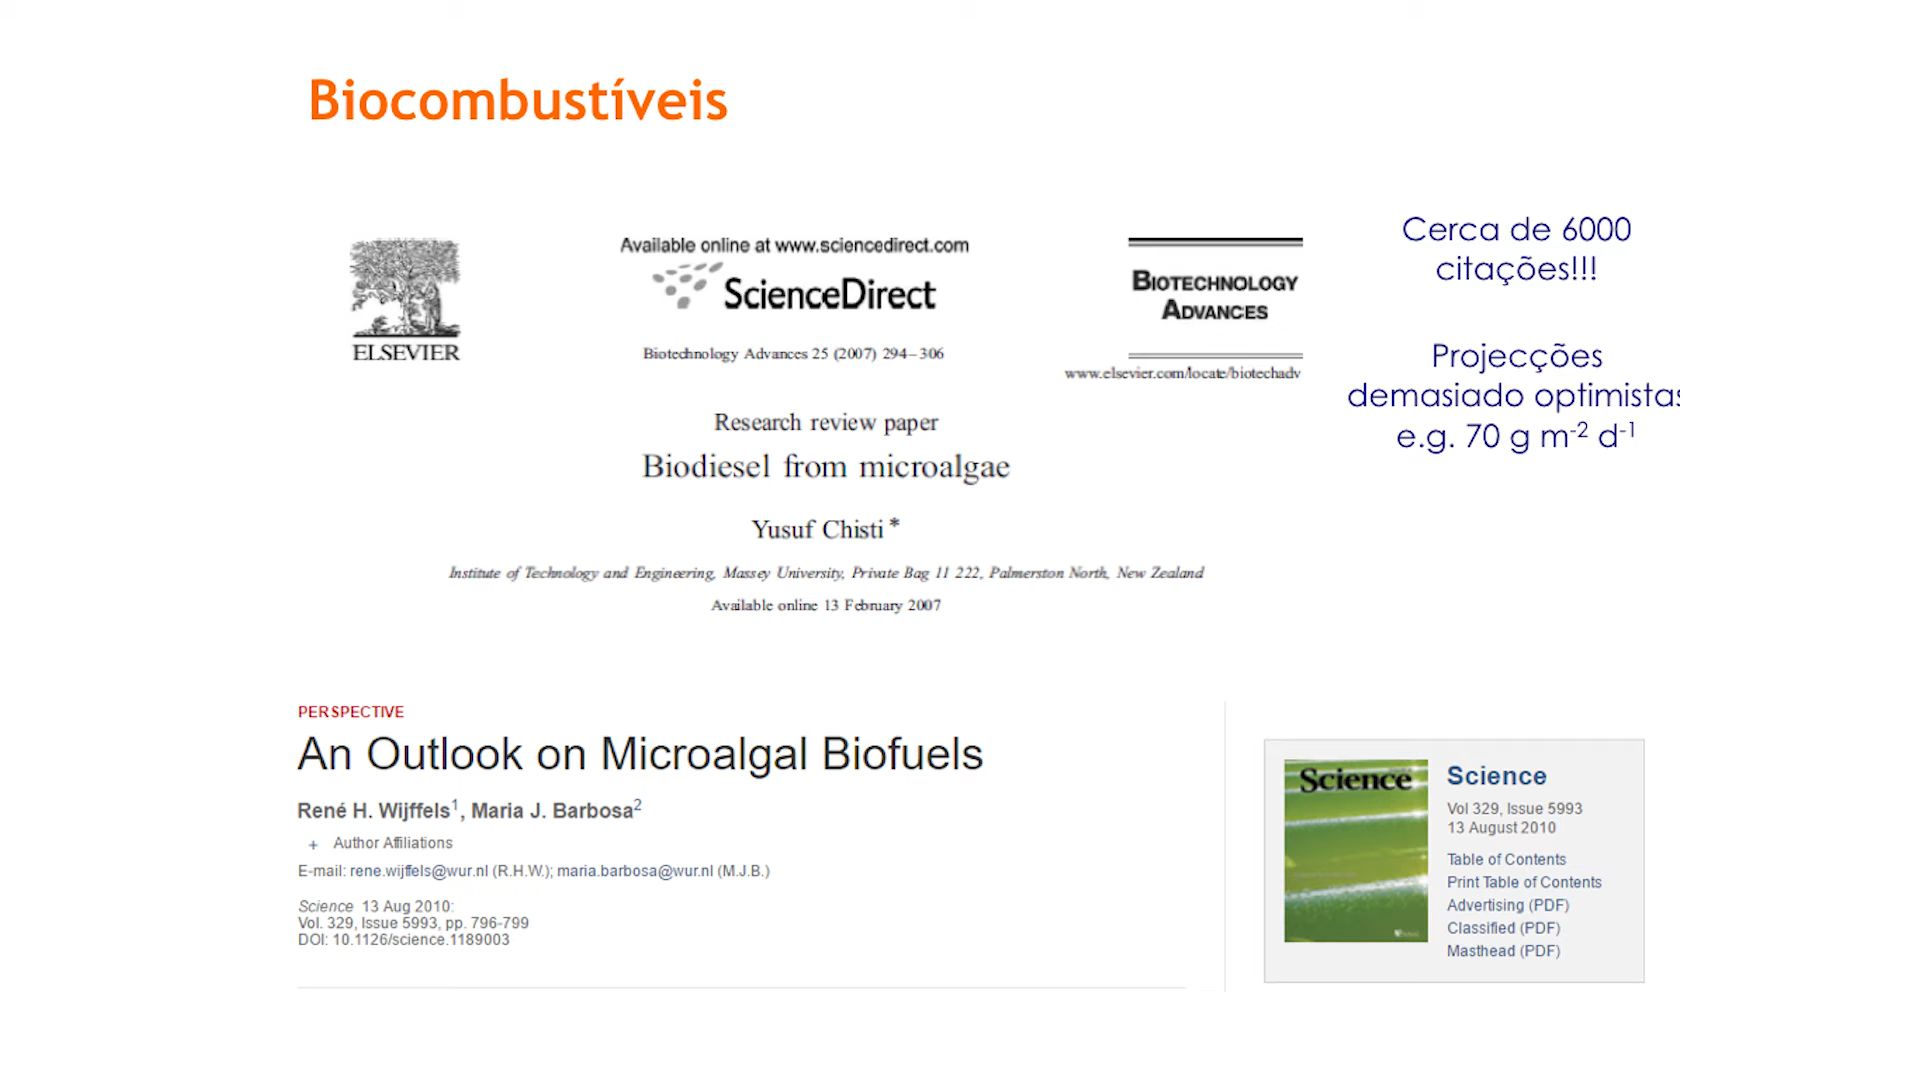 Biocombustíveis
ELSEVIER
Available online at www.sciencedirect.com
ScienceDirect
Biotechnology Advances 25 (2007) 294–306
BIOTECHNOLOGY
ADVANCES
www.elsevier.com/locate/biotechadv
Cerca de 6000
citações!!!
Projecções
demasiado optimistas
e.g. 70 g m-2 d-1
Research review paper
Biodiesel from microalgae
Yusuf Chisti *
Institute of Technology and Engineering, Massey University, Private Bag 11 222, Palmerston North, New Zealand
Available online 13 February 2007
PERSPECTIVE
An Outlook on Microalgal Biofuels
René H. Wijffels1, Maria J. Barbosa2
+ Author Affiliations
E-mail: rene.wijffels@wur.nl (R.H.W.); maria.barbosa@wur.nl (M.J.B.)
Science 13 Aug 2010:
Vol. 329, Issue 5993, pp. 796-799
DOI: 10.1126/science.1189003
Science
Science
Vol 329, Issue 5993
13 August 2010
Table of Contents
Print Table of Contents
Advertising (PDF)
Classified (PDF)
Masthead (PDF)